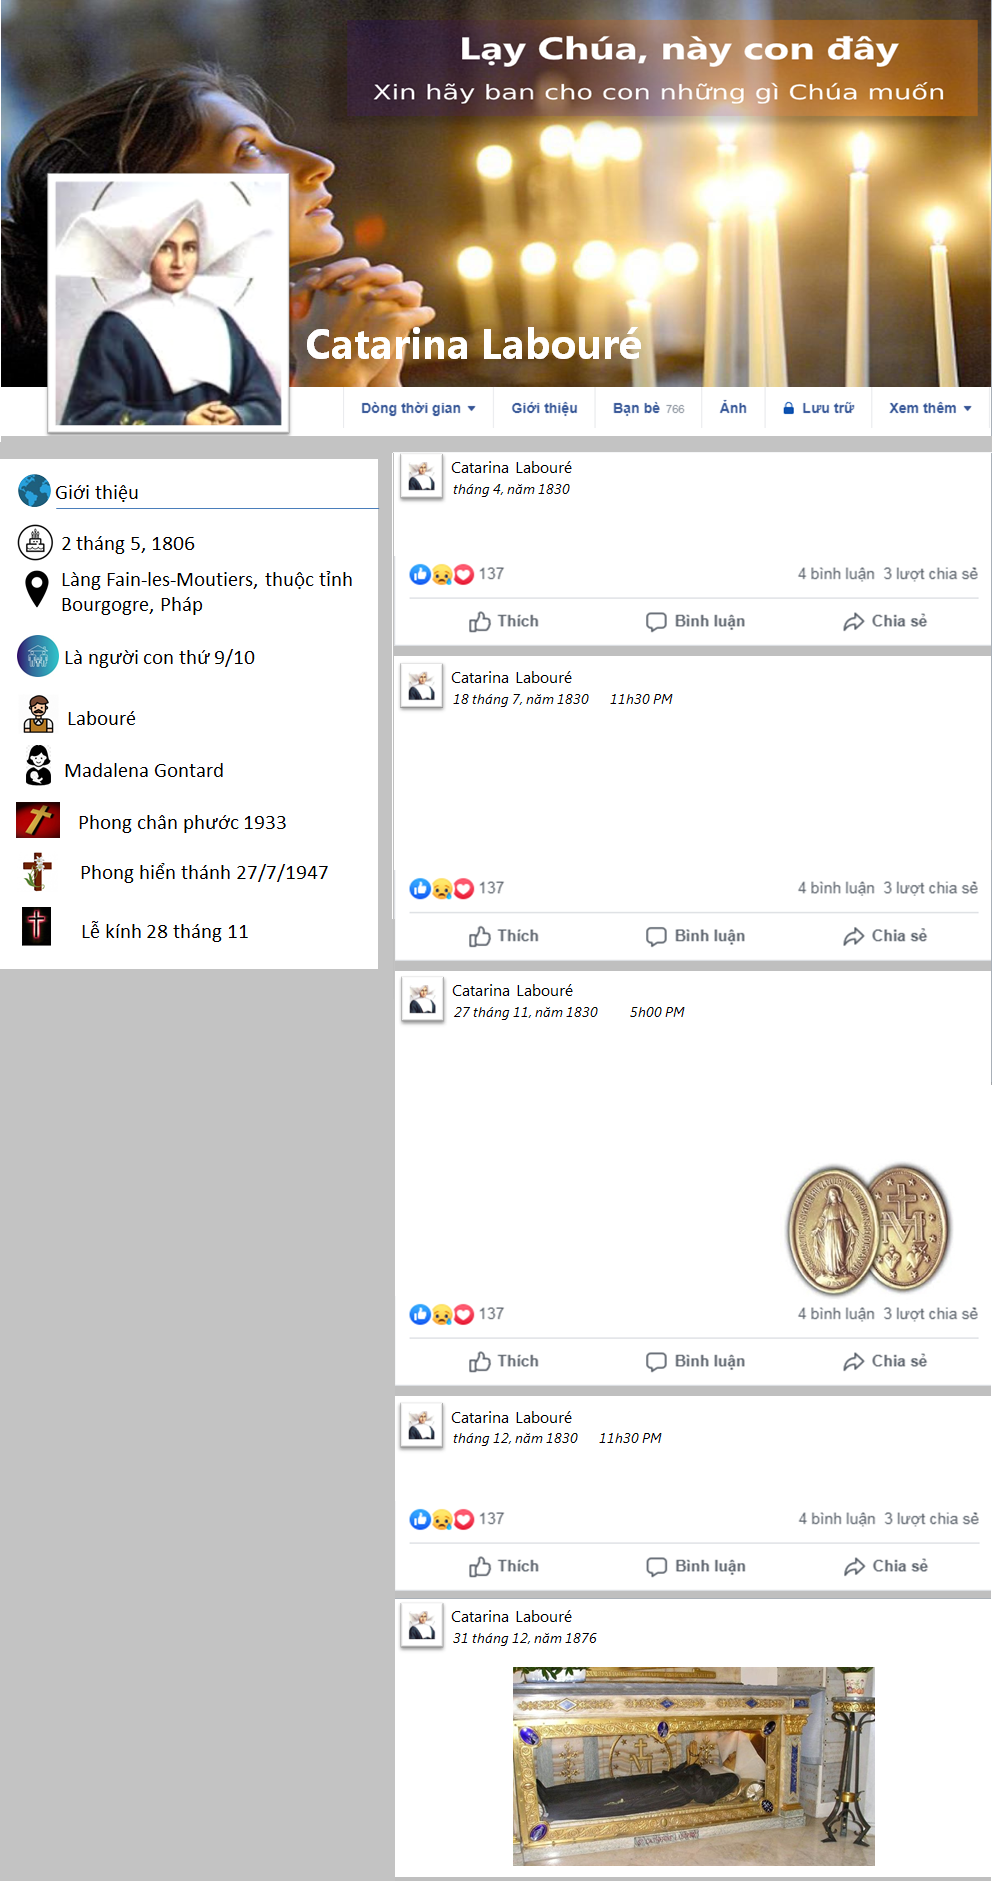 Lạy Chúa, này con đây
Xin hãy ban cho con những gì Chúa muốn
Catarina Labouré
Dòng thời gian
Giới thiệu
Bạn bè 766
Ảnh
Lưu trữ
Xem thêm
Giới thiệu
2 tháng 5, 1806
Làng Fain-les-Moutiers, thuộc tỉnh
Bourgogre, Pháp
Là người con thứ 9/10
Labouré
Madalena Gontard
Phong chân phước 1933
Phong hiển thánh 27/7/1947
Lễ kính 28 tháng 11
Catarina Labouré
tháng 4, năm 1830
137
4 bình luận 3 lượt chia sẻ
Thích
Bình luận
Chia sẻ
Catarina Labouré
18 tháng 7, năm 1830 11h30 PM
137
4 bình luận 3 lượt chia sẻ
Thích
Bình luận
Chia sẻ
Catarina Labouré
27 tháng 11, năm 1830 5h00 PM
137
4 bình luận 3 lượt chia sẻ
Thích
Bình luận
Chia sẻ
Catarina Labouré
tháng 12, năm 1830 11h30 PM
137
4 bình luận 3 lượt chia sẻ
Thích
Bình luận
Chia sẻ
Catarina Labouré
31 tháng 12, năm 1876